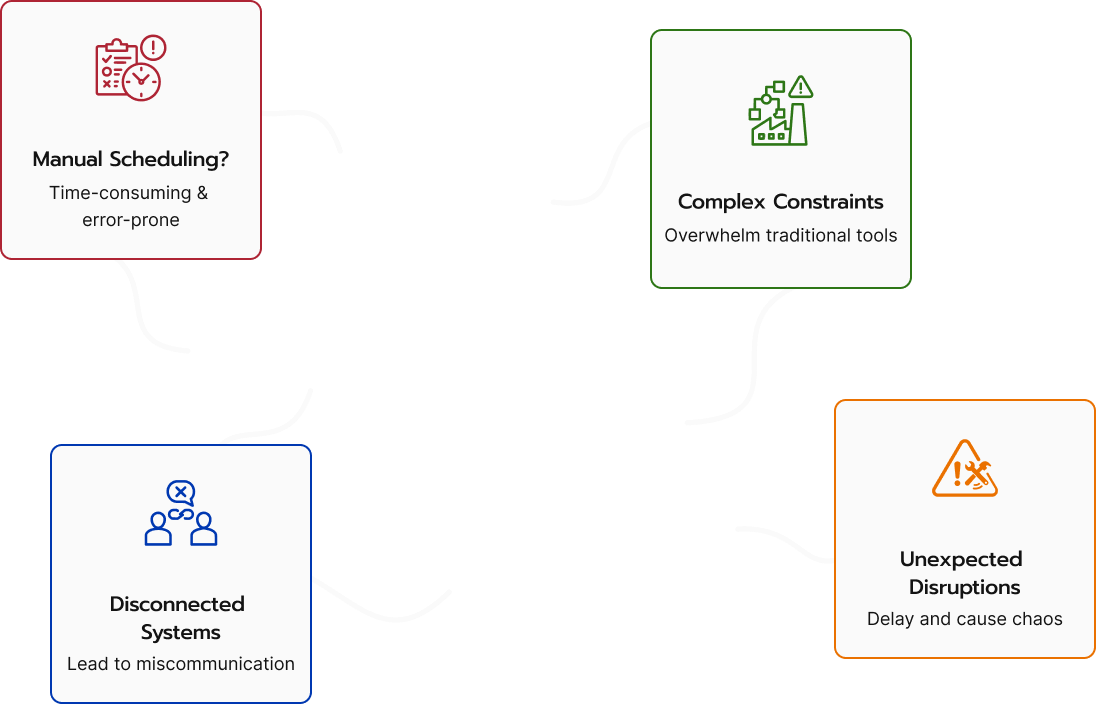 Manual Scheduling?
Time-consuming &
error-prone
Complex Constraints
Overwhelm traditional tools
Disconnected
Systems
Lead to miscommunication
Unexpected
Disruptions
Delay and cause chaos